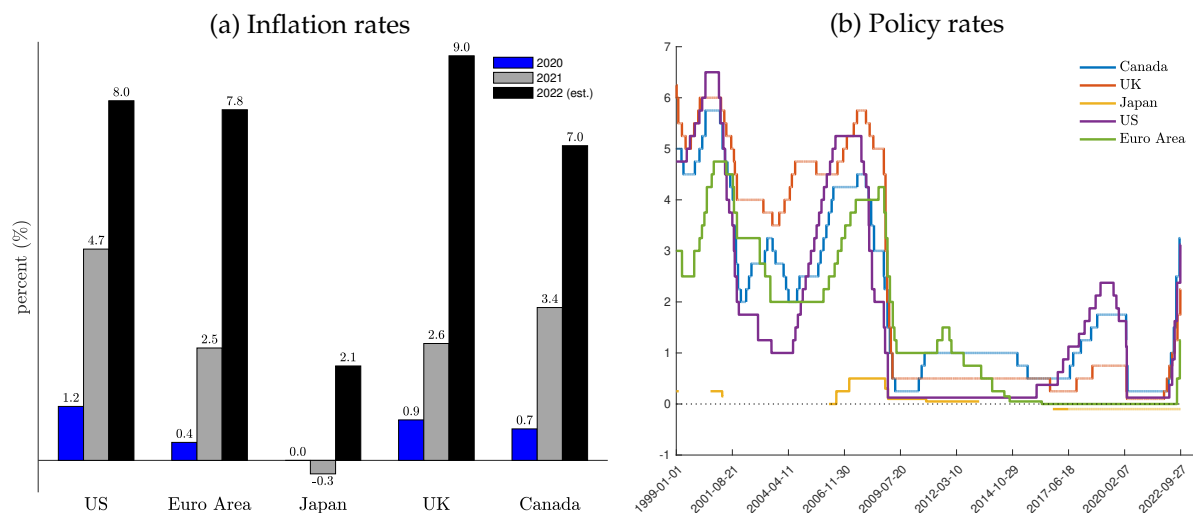 (a) Inflation rates
percent (%)
2020
2021
2022 (est.)
1.2
4.7
8.0
0.4
2.5
7.8
0.0
-0.3
2.1
0.9
2.6
9.0
0.7
3.4
7.0
US
Euro Area
Japan
UK
Canada
(b) Policy rates
7
6
5
4
3
2
1
0
-1
Canada
UK
Japan
US
Euro Area
1999-01-01
2001-08-21
2004-04-11
2006-11-30
2009-07-20
2012-03-10
2014-10-29
2017-06-18
2020-02-07
2022-09-27